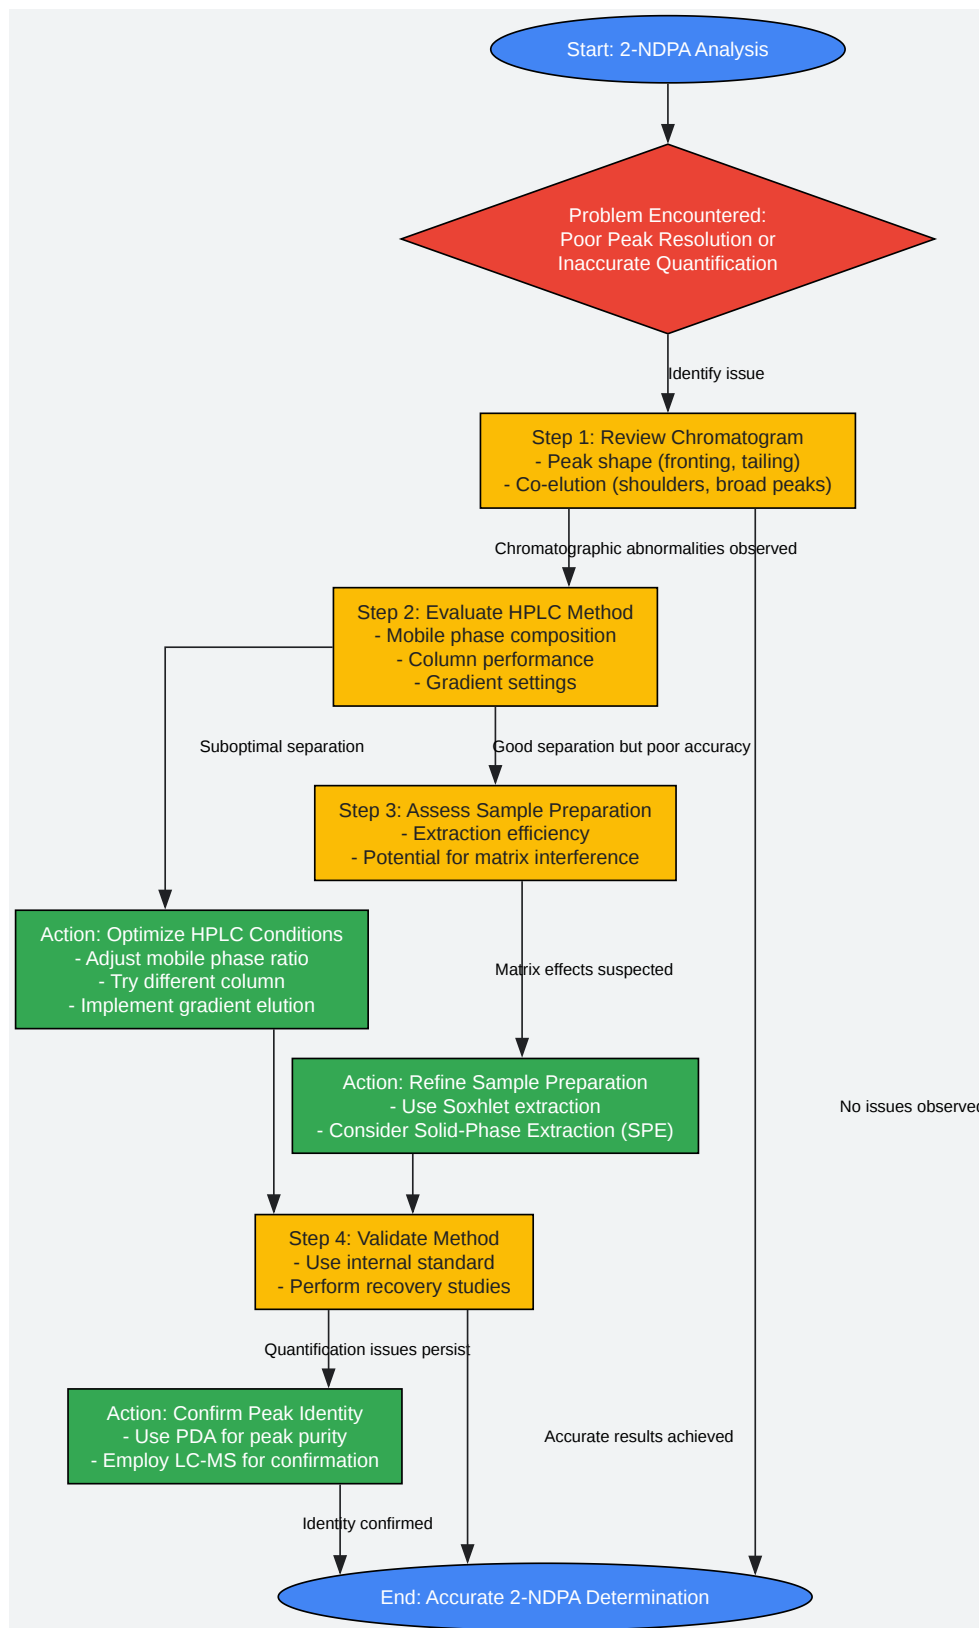 Start: 2-NDPA Analysis
Problem Encountered:
Poor Peak Resolution or
Inaccurate Quantification
Identify issue
Step 1: Review Chromatogram
- Peak shape (fronting, tailing)
- Co-elution (shoulders, broad peaks)
Chromatographic abnormalities observed
Step 2: Evaluate HPLC Method
- Mobile phase composition
- Column performance
- Gradient settings
Suboptimal separation
Good separation but poor accuracy
Step 3: Assess Sample Preparation
- Extraction efficiency
- Potential for matrix interference
Action: Optimize HPLC Conditions
- Adjust mobile phase ratio
- Try different column
- Implement gradient elution
Matrix effects suspected
Action: Refine Sample Preparation
- Use Soxhlet extraction
- Consider Solid-Phase Extraction (SPE)
No issues observed
Step 4: Validate Method
- Use internal standard
- Perform recovery studies
Quantification issues persist
Action: Confirm Peak Identity
- Use PDA for peak purity
- Employ LC-MS for confirmation
Accurate results achieved
Identity confirmed
End: Accurate 2-NDPA Determination